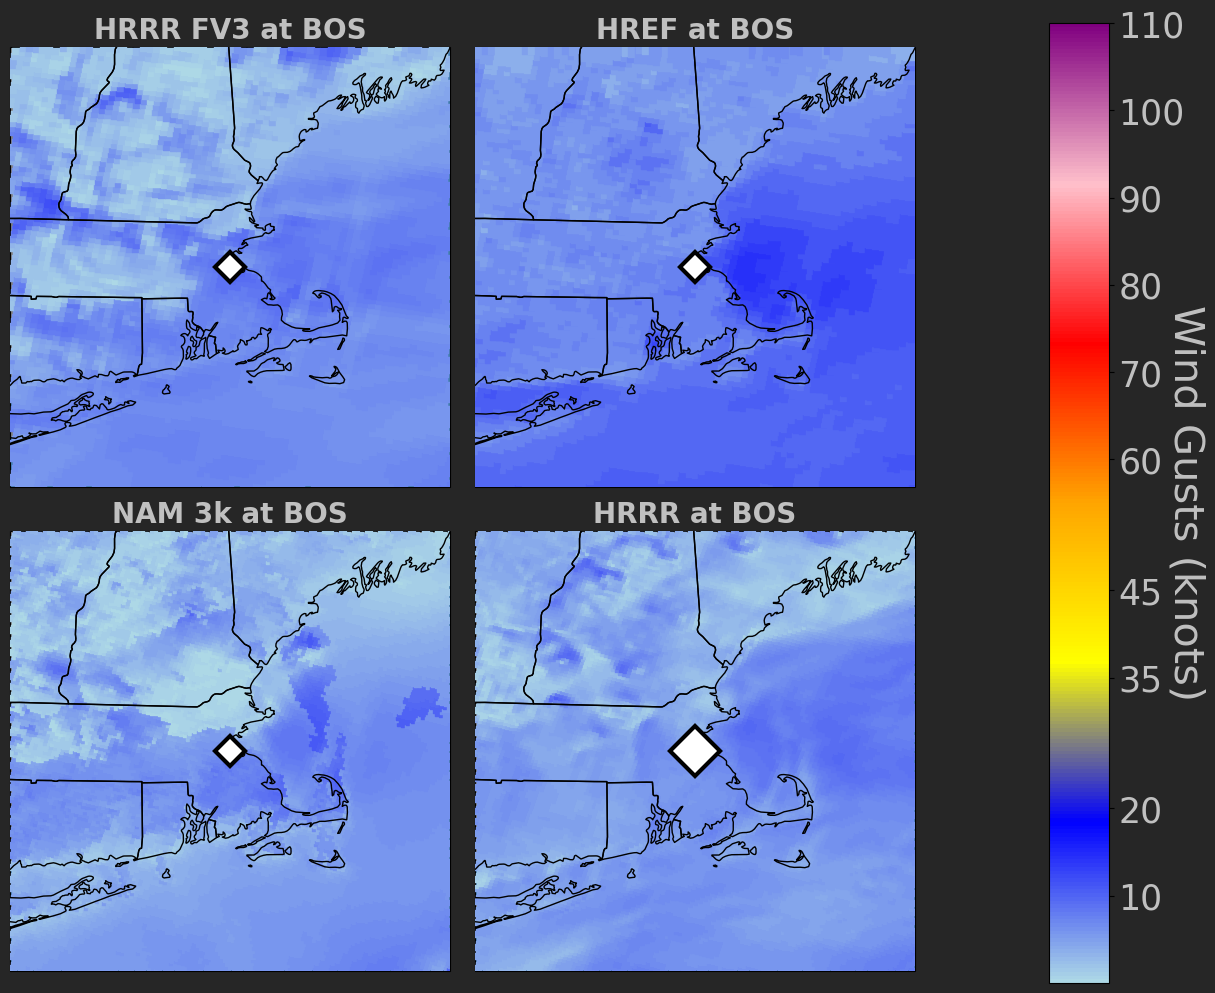 HRRR FV3 at BOS
HREF at BOS
NAM 3k at BOS
HRRR at BOS
110
100
90
80
70
60
45
35
20
10
Wind Gusts (knots)